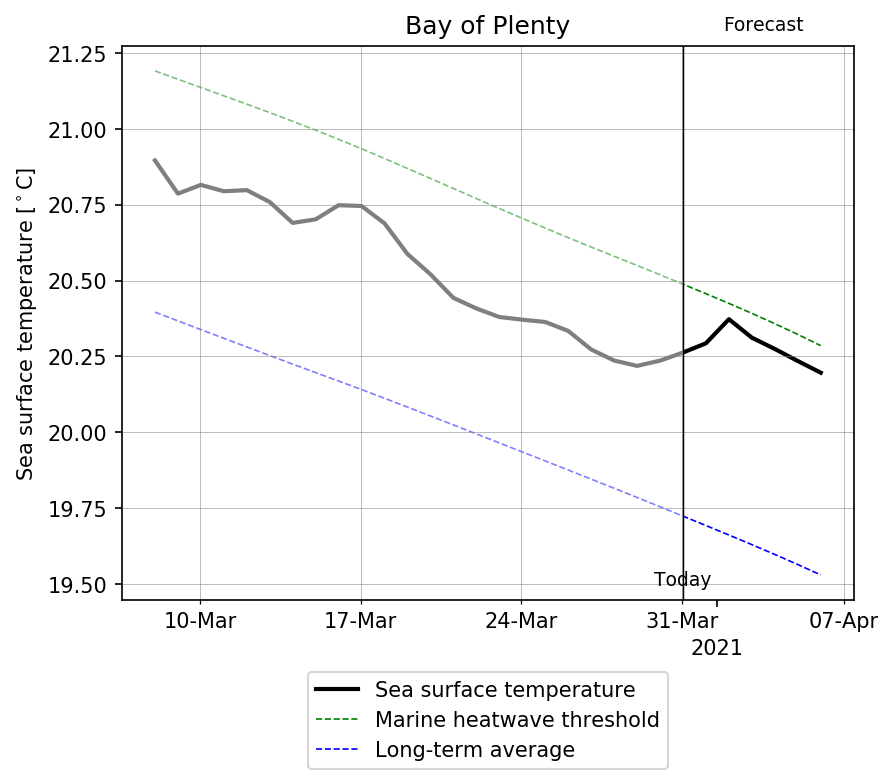 Bay of Plenty
Forecast
Sea surface temperature [°C]
21.25
21.00
20.75
20.50
20.25
20.00
19.75
19.50
Today
10-Mar 17-Mar 24-Mar 31-Mar 07-Apr
2021
Sea surface temperature
Marine heatwave threshold
Long-term average